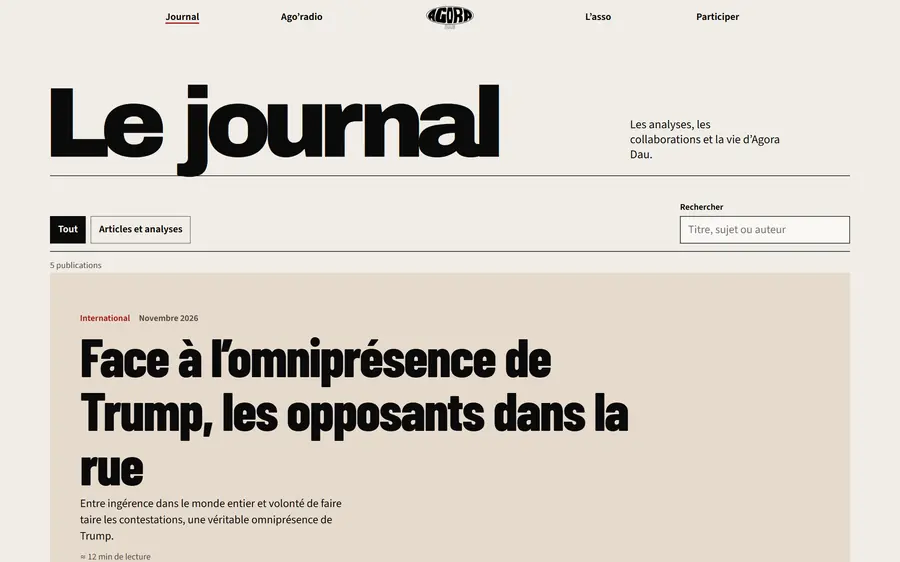 Journal
Ago’radio
AGORA
L’asso
Participer
Le journal
Les analyses, les
collaborations et la vie d’Agora
Dau.
Rechercher
Tout
Articles et analyses
Titre, sujet ou auteur
5 publications
International
Novembre 2026
Face à l’omniprésence de
Trump, les opposants dans la
rue
Entre ingérence dans le monde entier et volonté de faire
taire les contestations, une véritable omniprésence de
Trump.
≈ 12 min de lecture